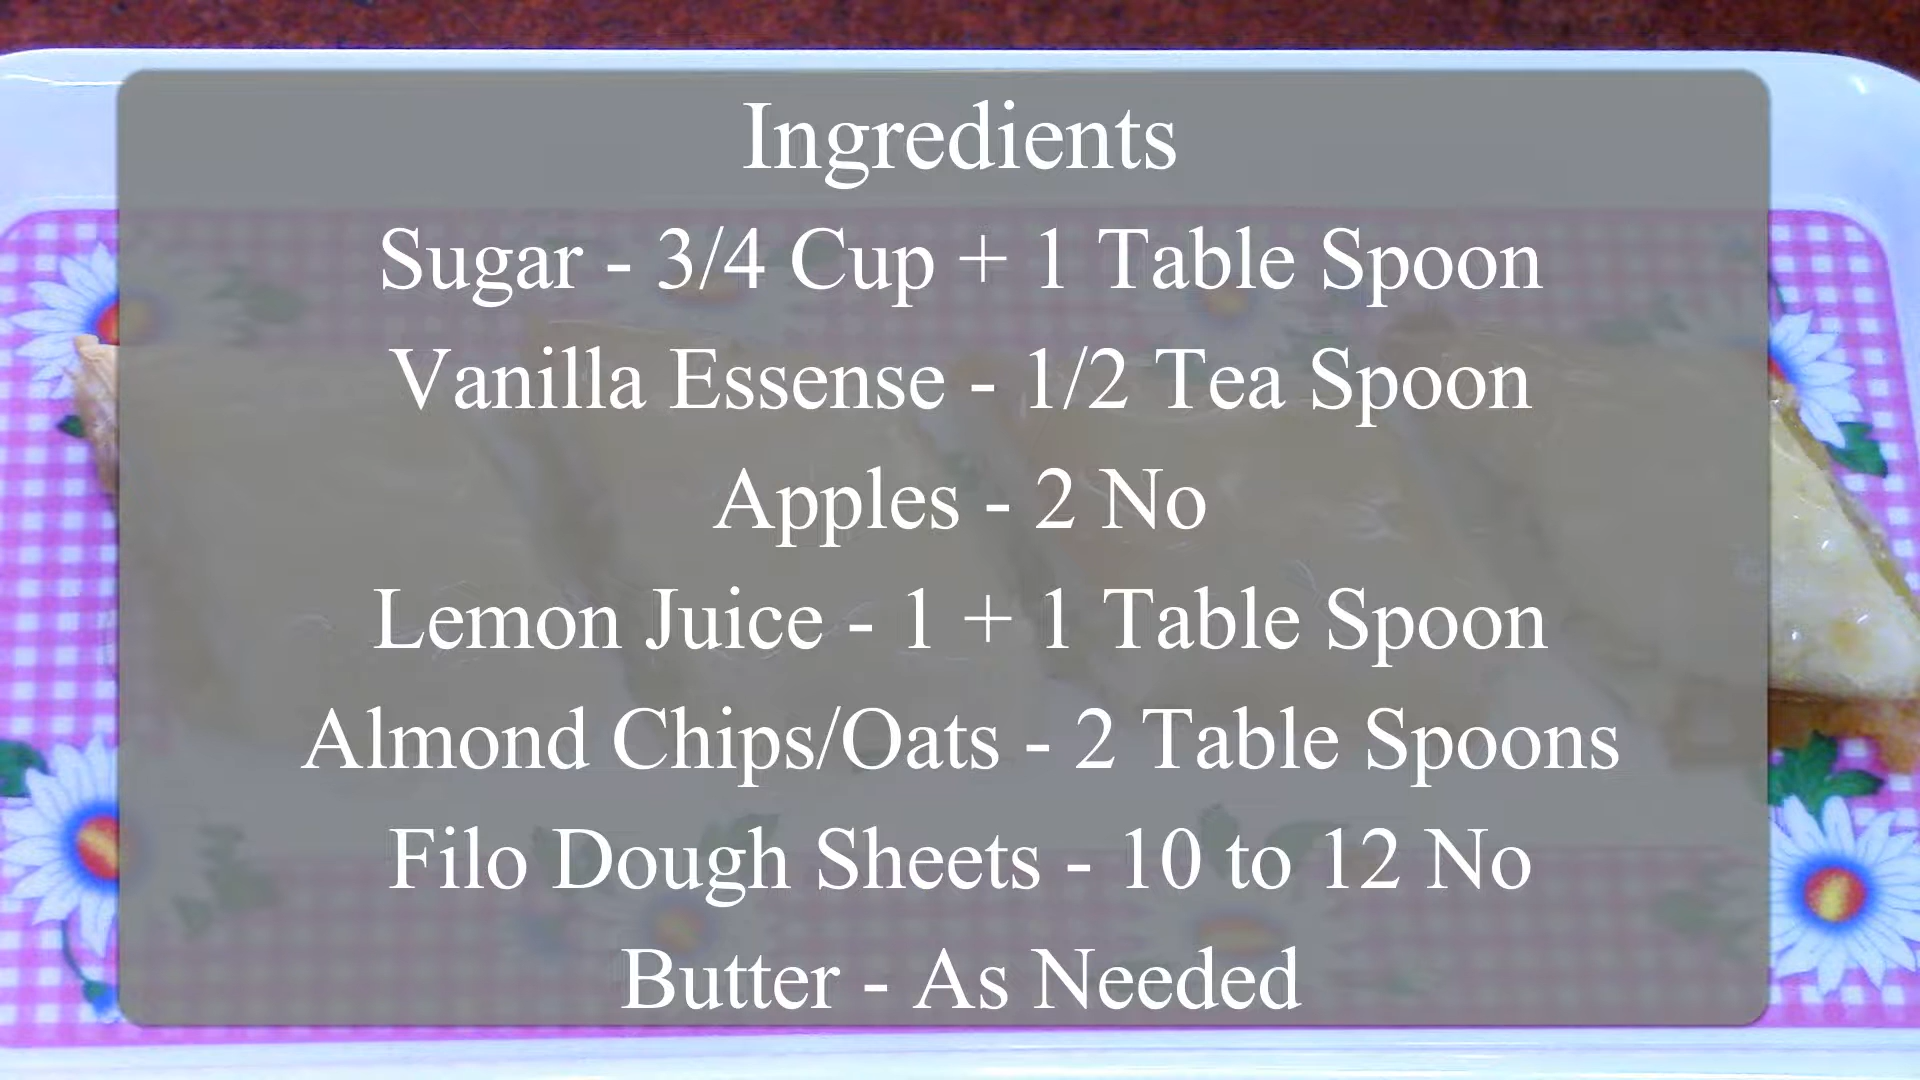 Ingredients
Sugar - 3/4 Cup + 1 Table Spoon
Vanilla Essense - 1/2 Tea Spoon
Apples - 2 No
Lemon Juice - 1 + 1 Table Spoon
Almond Chips/Oats - 2 Table Spoons
Filo Dough Sheets - 10 to 12 No
Butter - As Needed